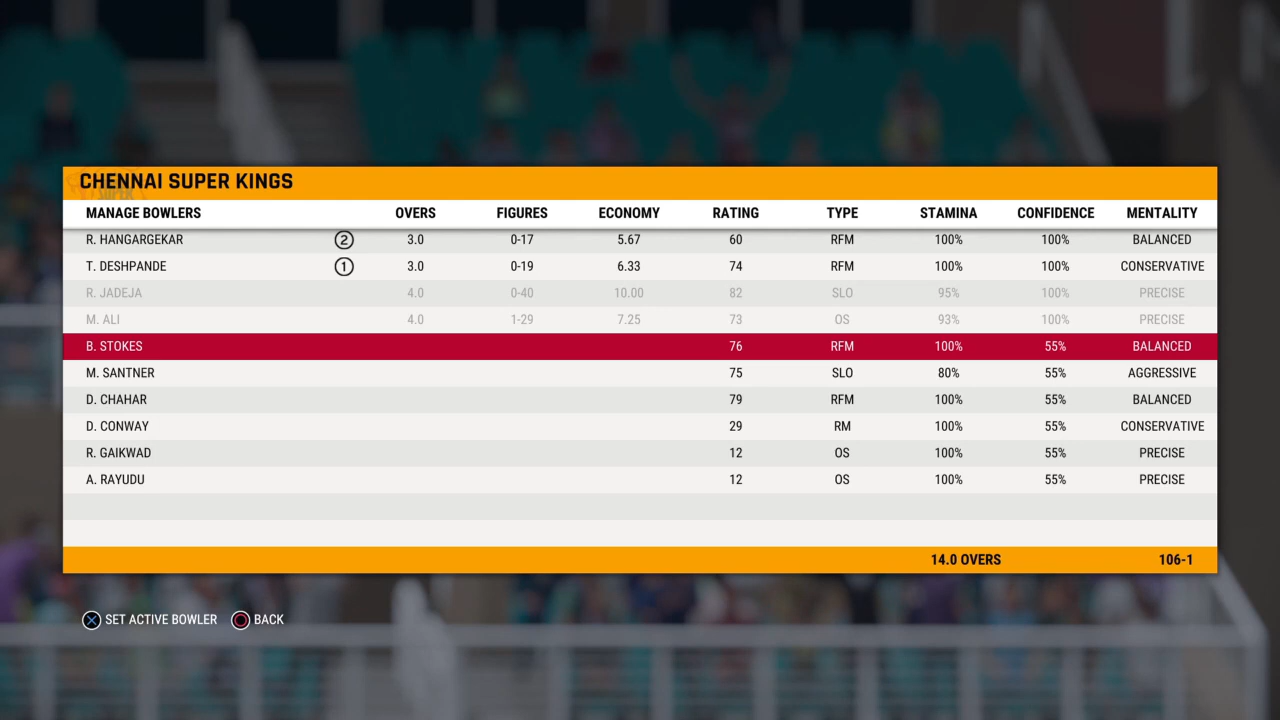 CHENNAI SUPER KINGS
MANAGE BOWLERS OVERS FIGURES ECONOMY RATING TYPE STAMINA CONFIDENCE MENTALITY
R. HANGARGEKAR 2 3.0 0-17 5.67 60 RFM 100% 100% BALANCED
T. DESHPANDE 1 3.0 0-19 6.33 74 RFM 100% 100% CONSERVATIVE
R. JADEJA 4.0 0-40 10.00 82 SLO 95% 100% PRECISE
M. ALI 4.0 1-29 7.25 73 OS 93% 100% PRECISE
B. STOKES 76 RFM 100% 55% BALANCED
M. SANTNER 75 SLO 80% 55% AGGRESSIVE
D. CHAHAR 79 RFM 100% 55% BALANCED
D. CONWAY 29 RM 100% 55% CONSERVATIVE
R. GAIKWAD 12 OS 100% 55% PRECISE
A. RAYUDU 12 OS 100% 55% PRECISE
14.0 OVERS 106-1
SET ACTIVE BOWLER BACK